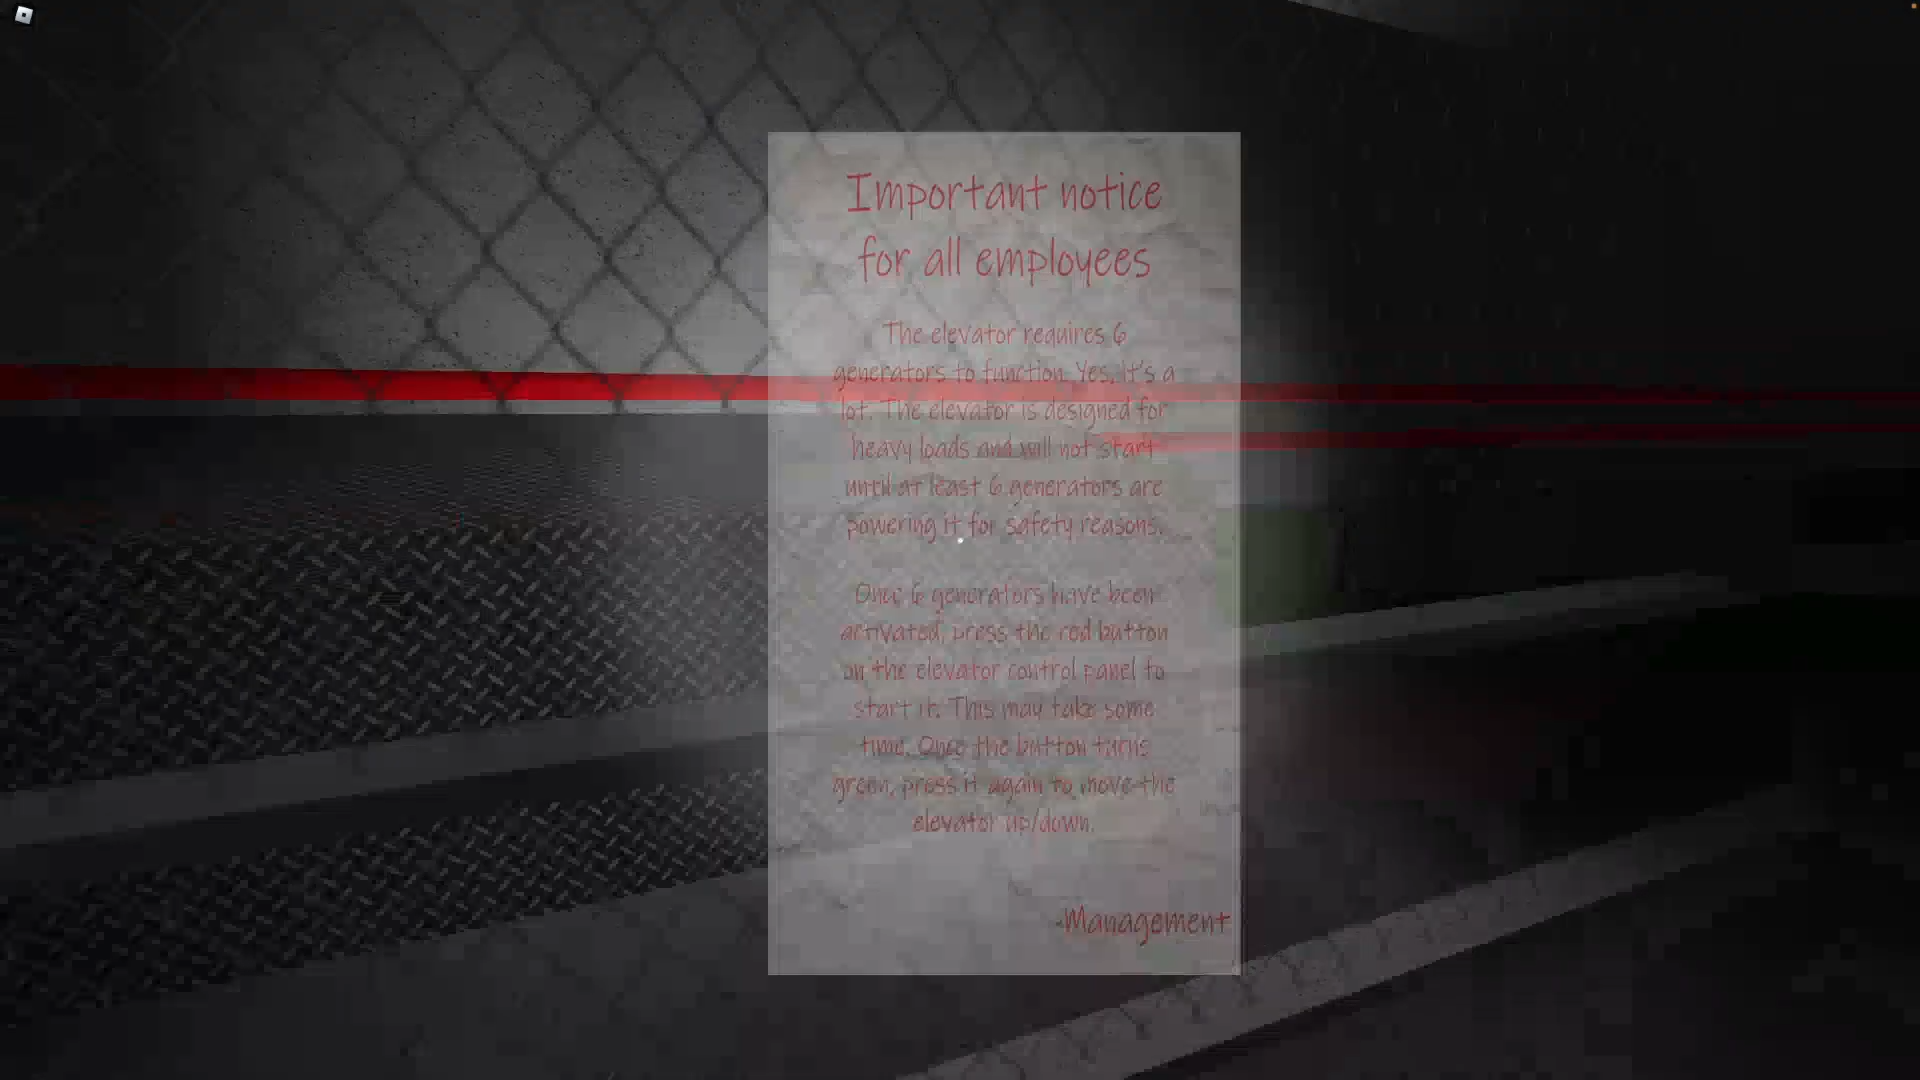 Important notice
for all employees
The elevator requires 6
generators to function. Yes, it's a
lot. The elevator is designed for
heavy loads and will not start
until at least 6 generators are
powering it for safety reasons.
Once 6 generators have been
activated, press the red button
on the elevator control panel to
start it. This may take some
time. Once the button turns
green, press it again to move the
elevator up/down.
-Management